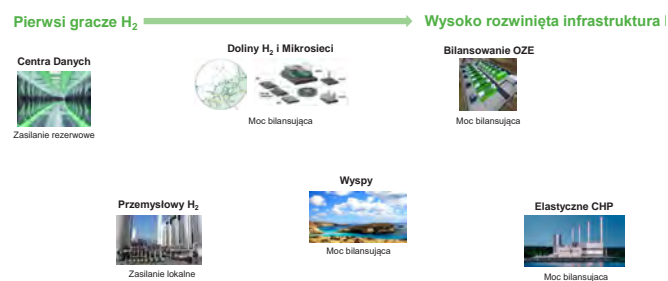 Pierwsi gracze H₂
Wysoko rozwinięta infrastruktura
Centra Danych
Zasilanie rezerwowe
Doliny H₂ i Mikrosieci
Moc bilansująca
Bilansowanie OZE
Moc bilansująca
Przemysłowy H₂
Zasilanie lokalne
Wyspy
Moc bilansująca
Elastyczne CHP
Moc bilansująca